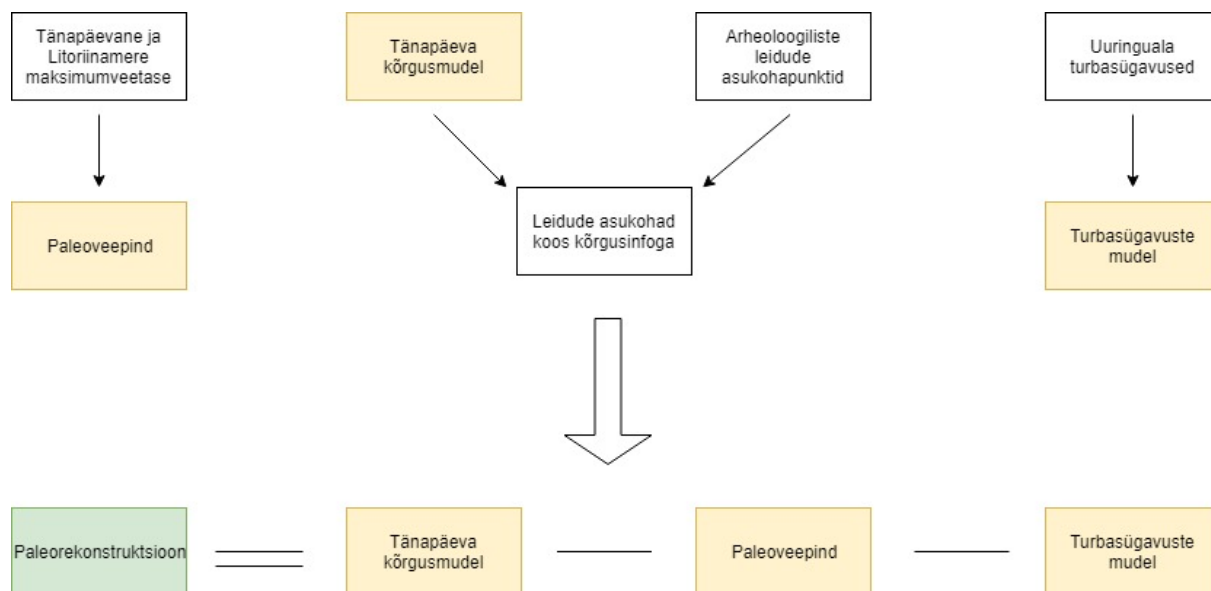 Tänapäevane ja
Litoriinamere
maksimumveetase
Tänapäeva
kõrgusmudel
Arheoloogiliste
leidude
asukohapunktid
Uuringuala
turbasügavused
Paleoveepind
Leidude asukohad
koos kõrgusinfoga
Turbasügavuste
mudel
Paleorekonstruktsioon
Tänapäeva
kõrgusmudel
Paleoveepind
Turbasügavuste
mudel